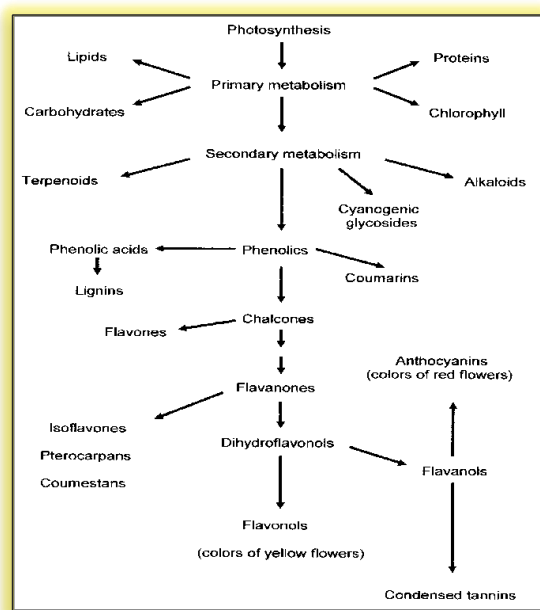 Photosynthesis
Lipids
Proteins
Primary metabolism
Carbohydrates
Chlorophyll
Secondary metabolism
Terpenoids
Alkaloids
Cyanogenic
glycosides
Phenolic acids
Phenolics
Coumarins
Lignins
Chalcones
Flavones
Anthocyanins
(colors of red flowers)
Flavanones
Isoflavones
Dihydroflavonols
Pterocarpans
Flavanols
Coumestans
Flavonols
(colors of yellow flowers)
Condensed tannins